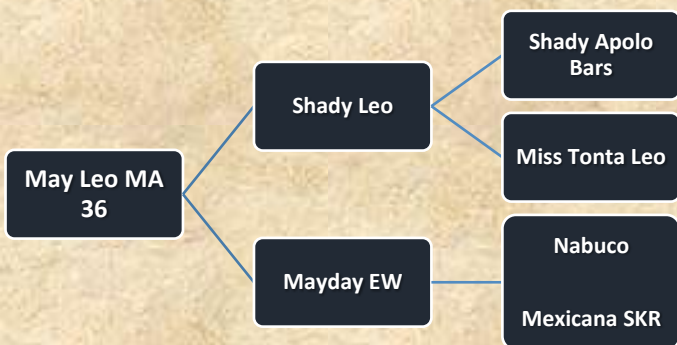 May Leo MA
36
Shady Leo
Shady Apolo
Bars
Miss Tonta Leo
Mayday EW
Nabuco
Mexicana SKR